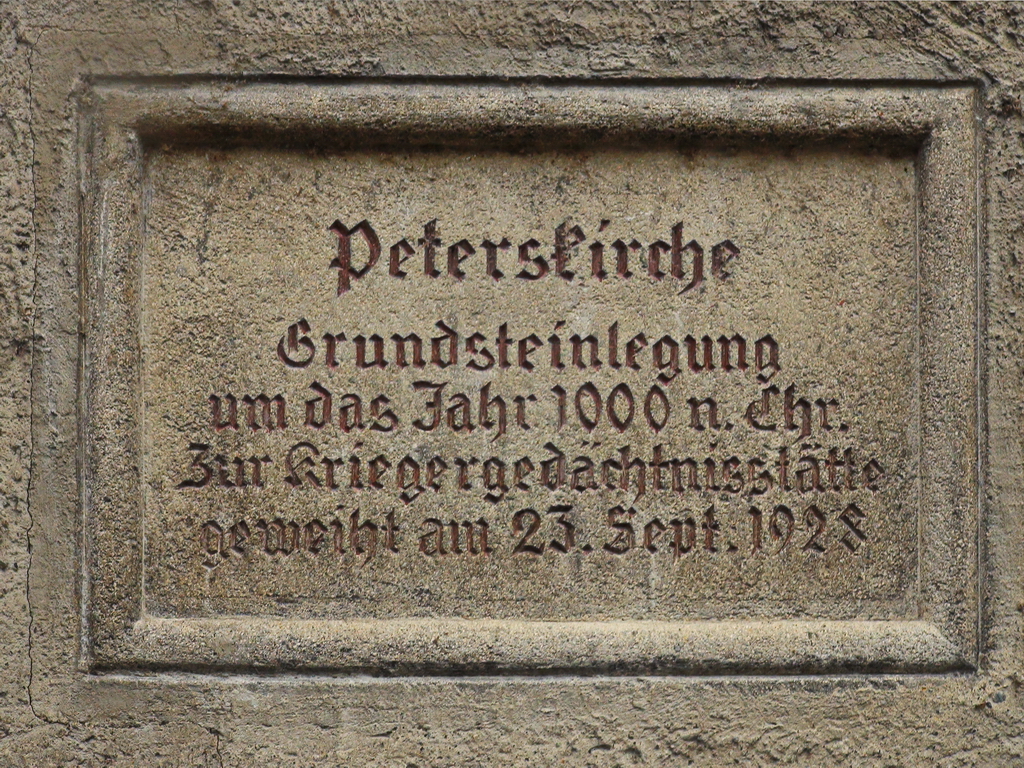 Peterskirche
Grundsteinlegung
um das Jahr 1000 n. Chr.
Zur Kriegergedächtnisstätte
geweiht am 23. Sept. 1928